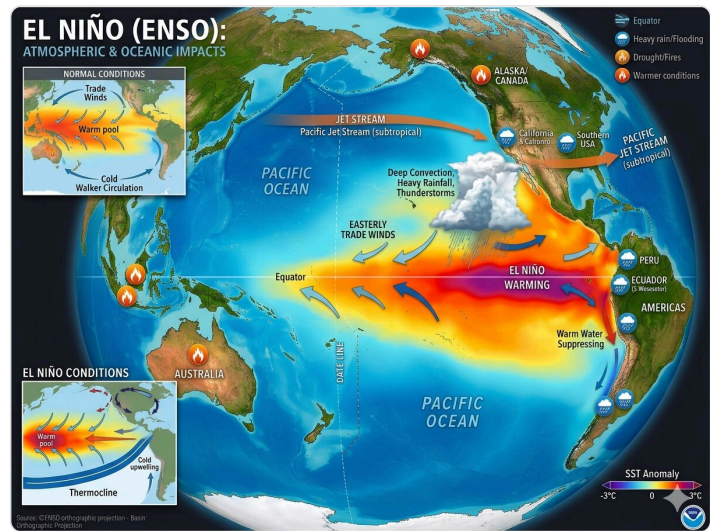 EL NIÑO (ENSO):
ATMOSPHERIC & OCEANIC IMPACTS
NORMAL CONDITIONS
Trade
Winds
Warm pool
Cold
Walker Circulation
Equator
Heavy rain/Flooding
Drought/Fires
Warmer conditions
ALASKA/
CANADA
JET STREAM
Pacific Jet Stream (subtropical)
California
& Calronro
Southern
USA
PACIFIC
JET STREAM
(subtropical)
PACIFIC
OCEAN
Deep Convection,
Heavy Rainfall,
Thunderstorms
EASTERLY
TRADE WINDS
Equator
EL NIÑO
WARMING
PERU
ECUADOR
(S Wesesetor)
AMERICAS
Warm Water
Suppressing
DATE LINE
AUSTRALIA
PACIFIC
OCEAN
EL NIÑO CONDITIONS
Warm
pool
Cold
upwelling
Thermocline
SST Anomaly
-3°C
0
3°C
Source: ©ENSO orthographic projection - Basin:
Orthographic Projection